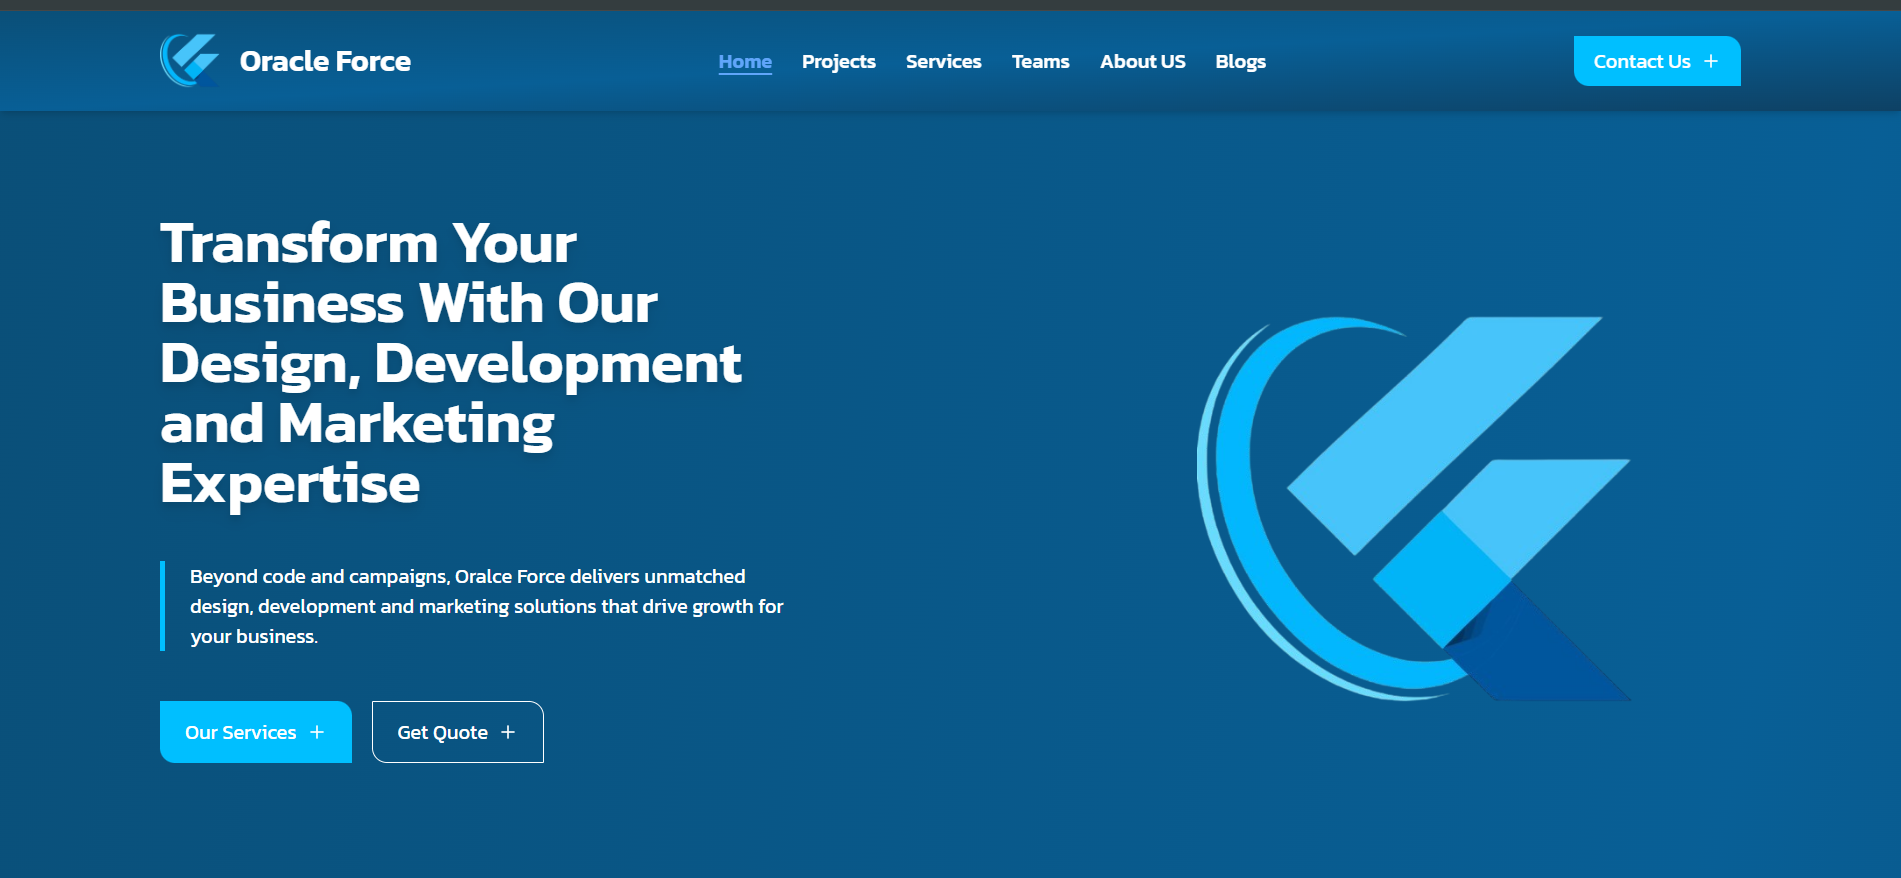 Oracle Force
Home Projects Services Teams About US Blogs
Contact Us +
Transform Your
Business With Our
Design, Development
and Marketing
Expertise
Beyond code and campaigns, Oralce Force delivers unmatched
design, development and marketing solutions that drive growth for
your business.
Our Services +
Get Quote +